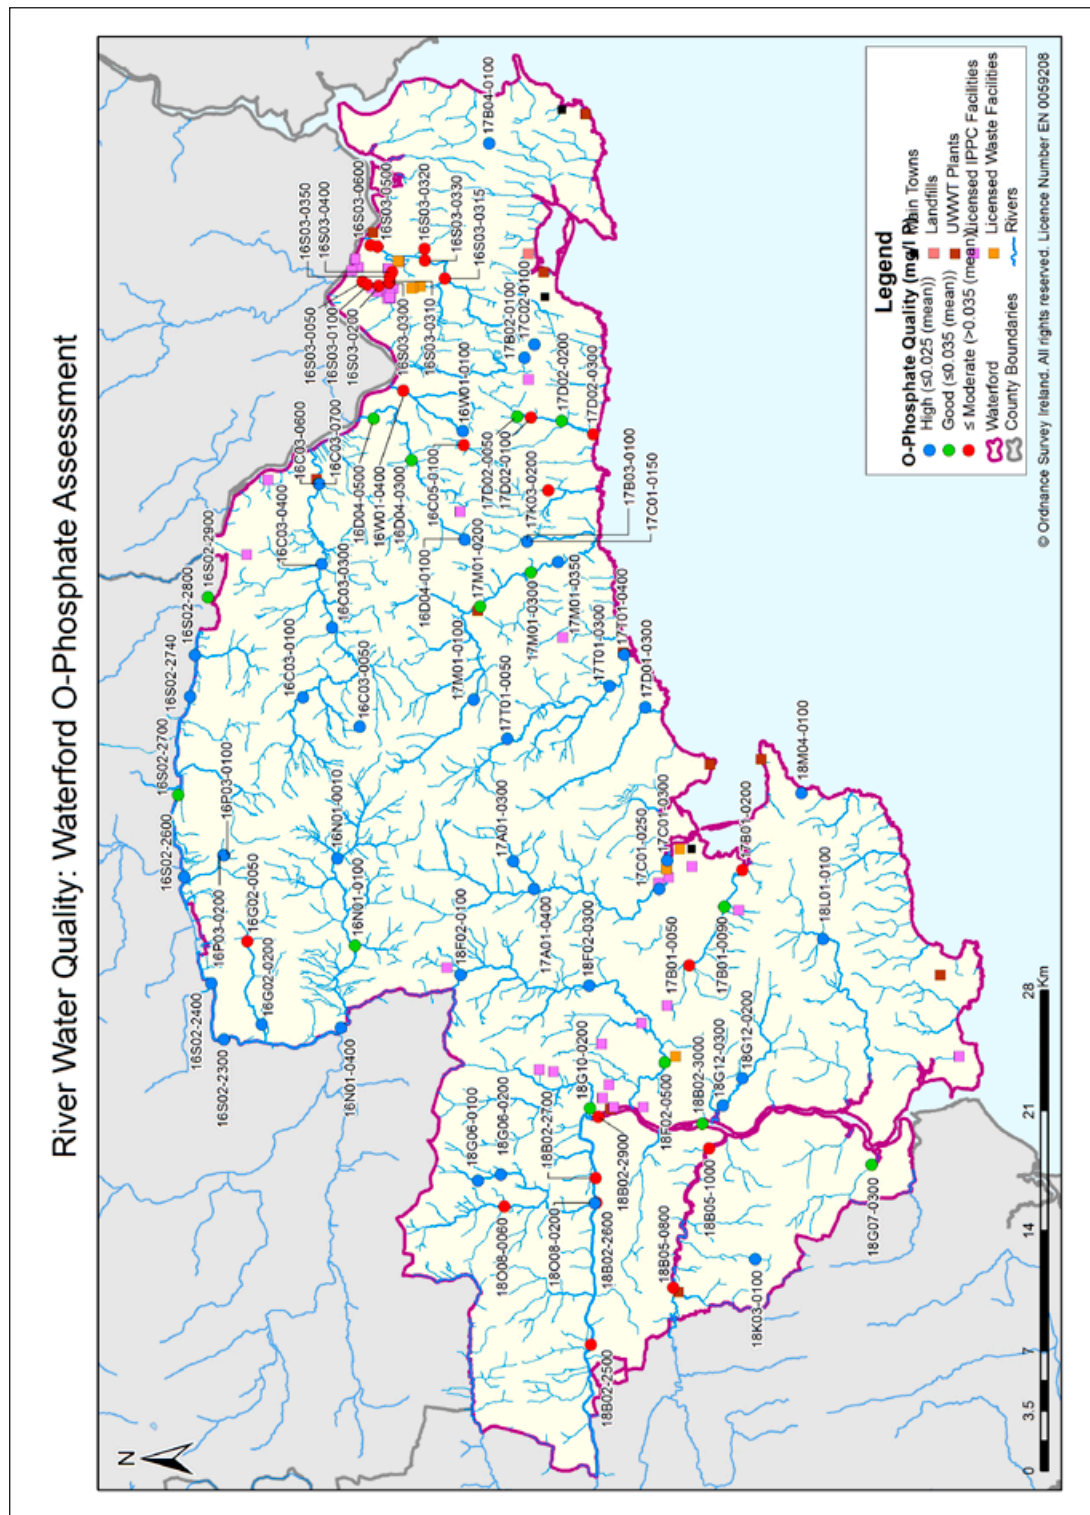 River Water Quality: Waterford O-Phosphate Assessment
N
16S02-2300
16S02-2400
16P03-0200
16G02-0050
16G02-0200
16S02-2600
16P03-0100
16S02-2700
16S02-2740
16S02-2800
16S02-2900
16N01-0400
16N01-0100
16N01-0010
16C03-0050
16C03-0100
16C03-0300
16C03-0400
16C03-0600
16C03-0700
16D04-0500
16W01-0400
16D04-0300
16C05-0100
16W01-0100
16D04-0100
16S03-0050
16S03-0100
16S03-0200
16S03-0300
16S03-0310
16S03-0350
16S03-0400
16S03-0600
16S03-0500
16S03-0320
16S03-0330
16S03-0315
17B04-0100
17B02-0100
17C02-0100
17D02-0050
17D02-0100
17D02-0200
17D02-0300
17K03-0200
17B03-0100
17C01-0150
17M01-0100
17M01-0200
17M01-0300
17M01-0350
17T01-0050
17T01-0300
17T01-0400
17D01-0300
17A01-0300
17A01-0400
17C01-0250
17C01-0300
17B01-0050
17B01-0090
17B01-0200
18M04-0100
18L01-0100
18F02-0100
18F02-0300
18F02-0500
18G10-0200
18G06-0100
18G06-0200
18O08-0060
18O08-0200
18B02-2500
18B02-2600
18B02-2700
18B02-2900
18B02-3000
18G12-0300
18G12-0200
18B05-0800
18B05-1000
18K03-0100
18G07-0300
Legend
O-Phosphate Quality (mg/l P)
High (≤0.025 (mean))
Good (≤0.035 (mean))
≤ Moderate (>0.035 (mean))
Waterford
County Boundaries
Main Towns
Landfills
UWWT Plants
Licensed IPPC Facilities
Licensed Waste Facilities
Rivers
0 3.5 7 14 21 28
Km
© Ordnance Survey Ireland. All rights reserved. Licence Number EN 0059208